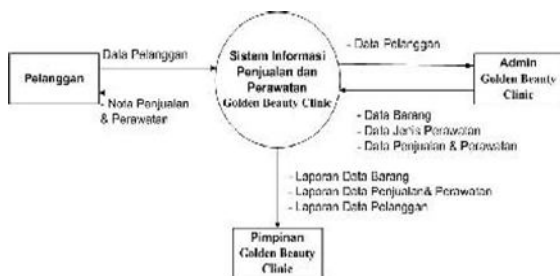 Pelanggan
Data Pelanggan
- Nota Penjualan
& Perawatan
Sistem Informasi
Penjualan dan
Perawatan
Golden Beauty Clinic
- Data Pelanggan
Admin
Golden Beauty
Clinic
- Data Barang
- Data Jenis Perawatan
- Data Penjualan & Perawatan
- Laporan Data Barang
- Laporan Data Penjualan& Perawatan
- Laporan Data Pelanggan
Pimpinan
Golden Beauty
Clinic